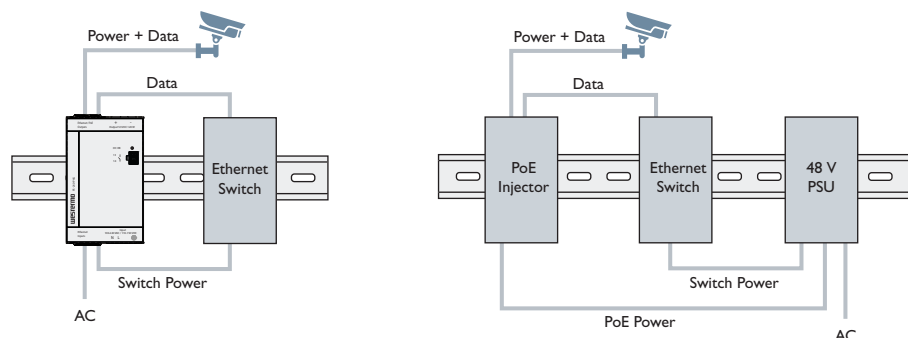 Power + Data
Data
Ethernet
Switch
westermo
Switch Power
AC
Power + Data
Data
PoE
Injector
Ethernet
Switch
48 V
PSU
Switch Power
PoE Power
AC